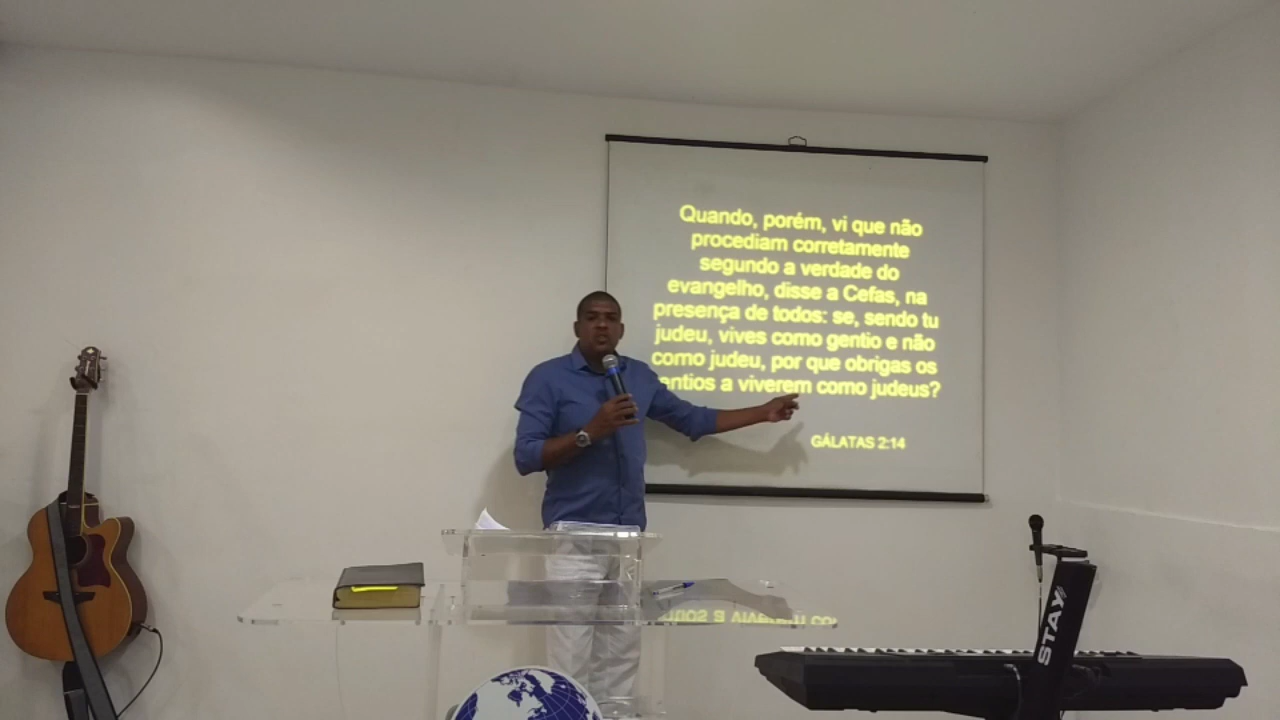 Quando, porém, vi que não
procediam corretamente
segundo a verdade do
evangelho, disse a Cefas, na
presença de todos: se, sendo tu
judeu, vives como gentio e não
como judeu, por que obrigas os
entios a viverem como judeus?
GÁLATAS 2:14
STAY